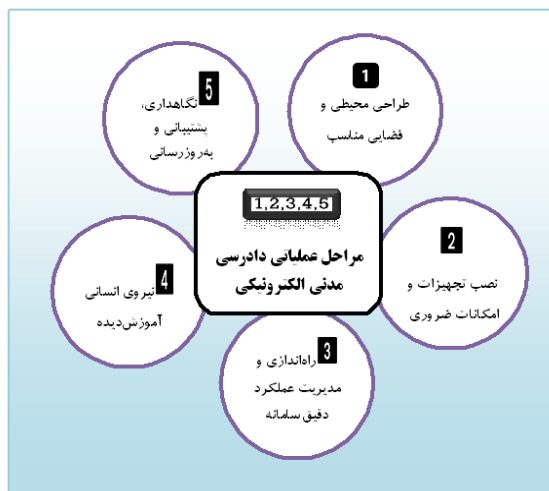 1
طراحی محیطی و
فضایی مناسب
2
نصب تجهیزات و
امکانات ضروری
3 راه‌اندازی و
مدیریت عملکرد
دقیق سامانه
4 نیروی انسانی
آموزش‌دیده
5 نگاهداری،
پشتیبانی و
به‌روزرسانی
1,2,3,4,5
مراحل عملیاتی دادرسی
مدنی الکترونیکی